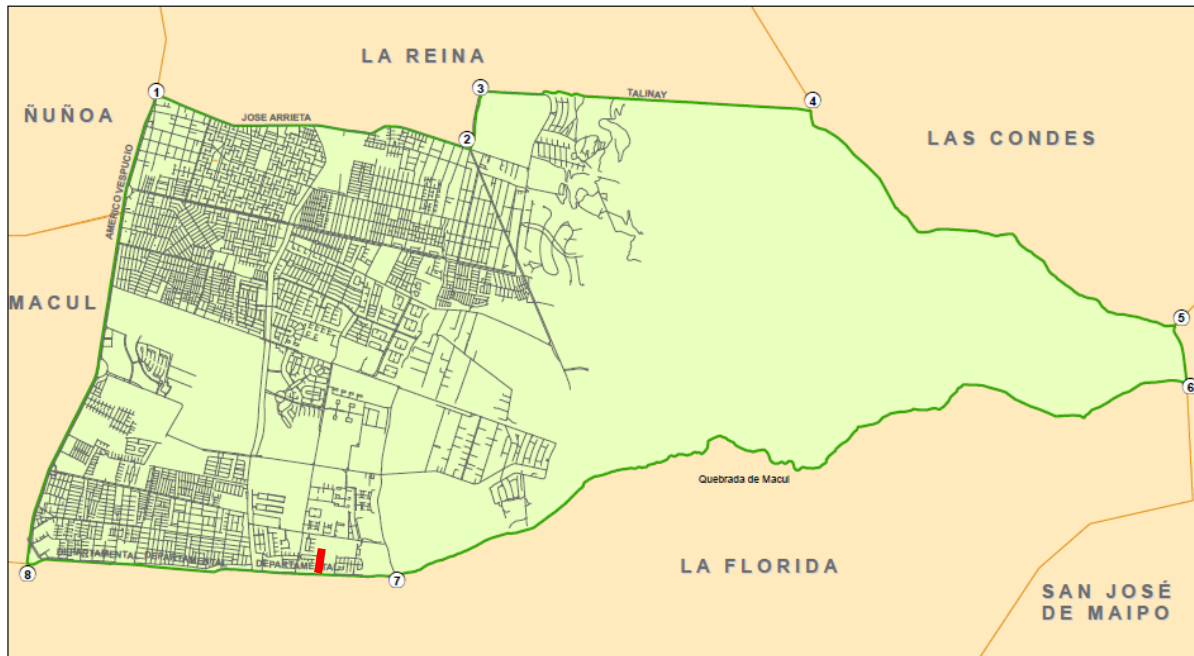 LA REINA
1
3
TALINAY
4
ÑUÑOA
JOSE ARRIETA
2
LAS CONDES
AMERICO VESPUCIO
MACUL
5
6
Quebrada de Macul
DEPARTAMENTAL DEPARTAMENTAL
DEPARTAMENTAL
8
7
LA FLORIDA
SAN JOSÉ
DE MAIPO